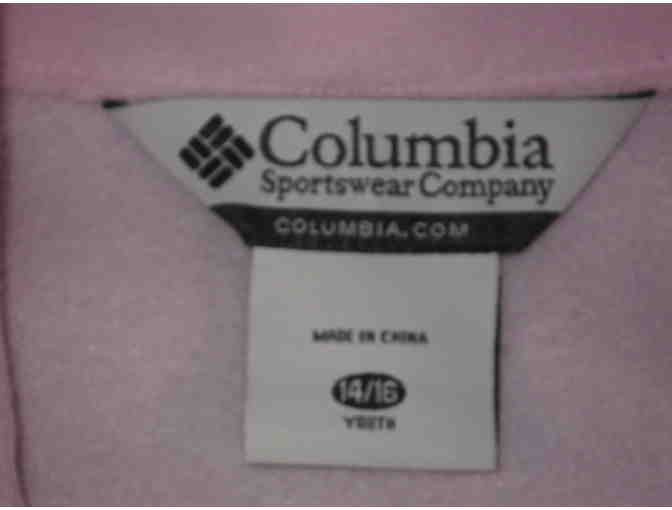 Columbia
Sportswear Company
COLUMBIA.COM
MADE IN CHINA
14/16
YOUTH